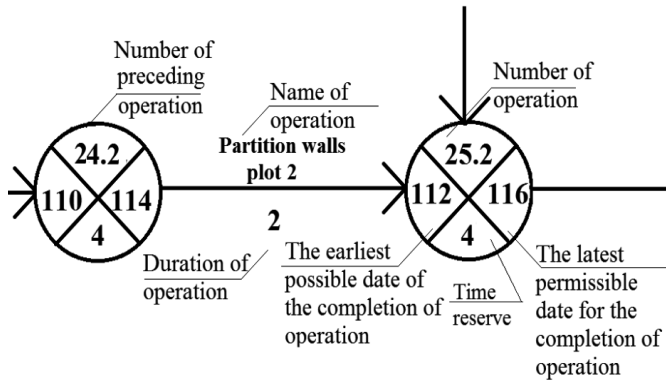 Number of
preceding
operation
24.2
110
114
4
Name of
operation
Partition walls
plot 2
2
Duration of
operation
Number of
operation
25.2
112
116
4
The earliest
possible date of
the completion of
operation
Time
reserve
The latest
permissible
date for the
completion of
operation